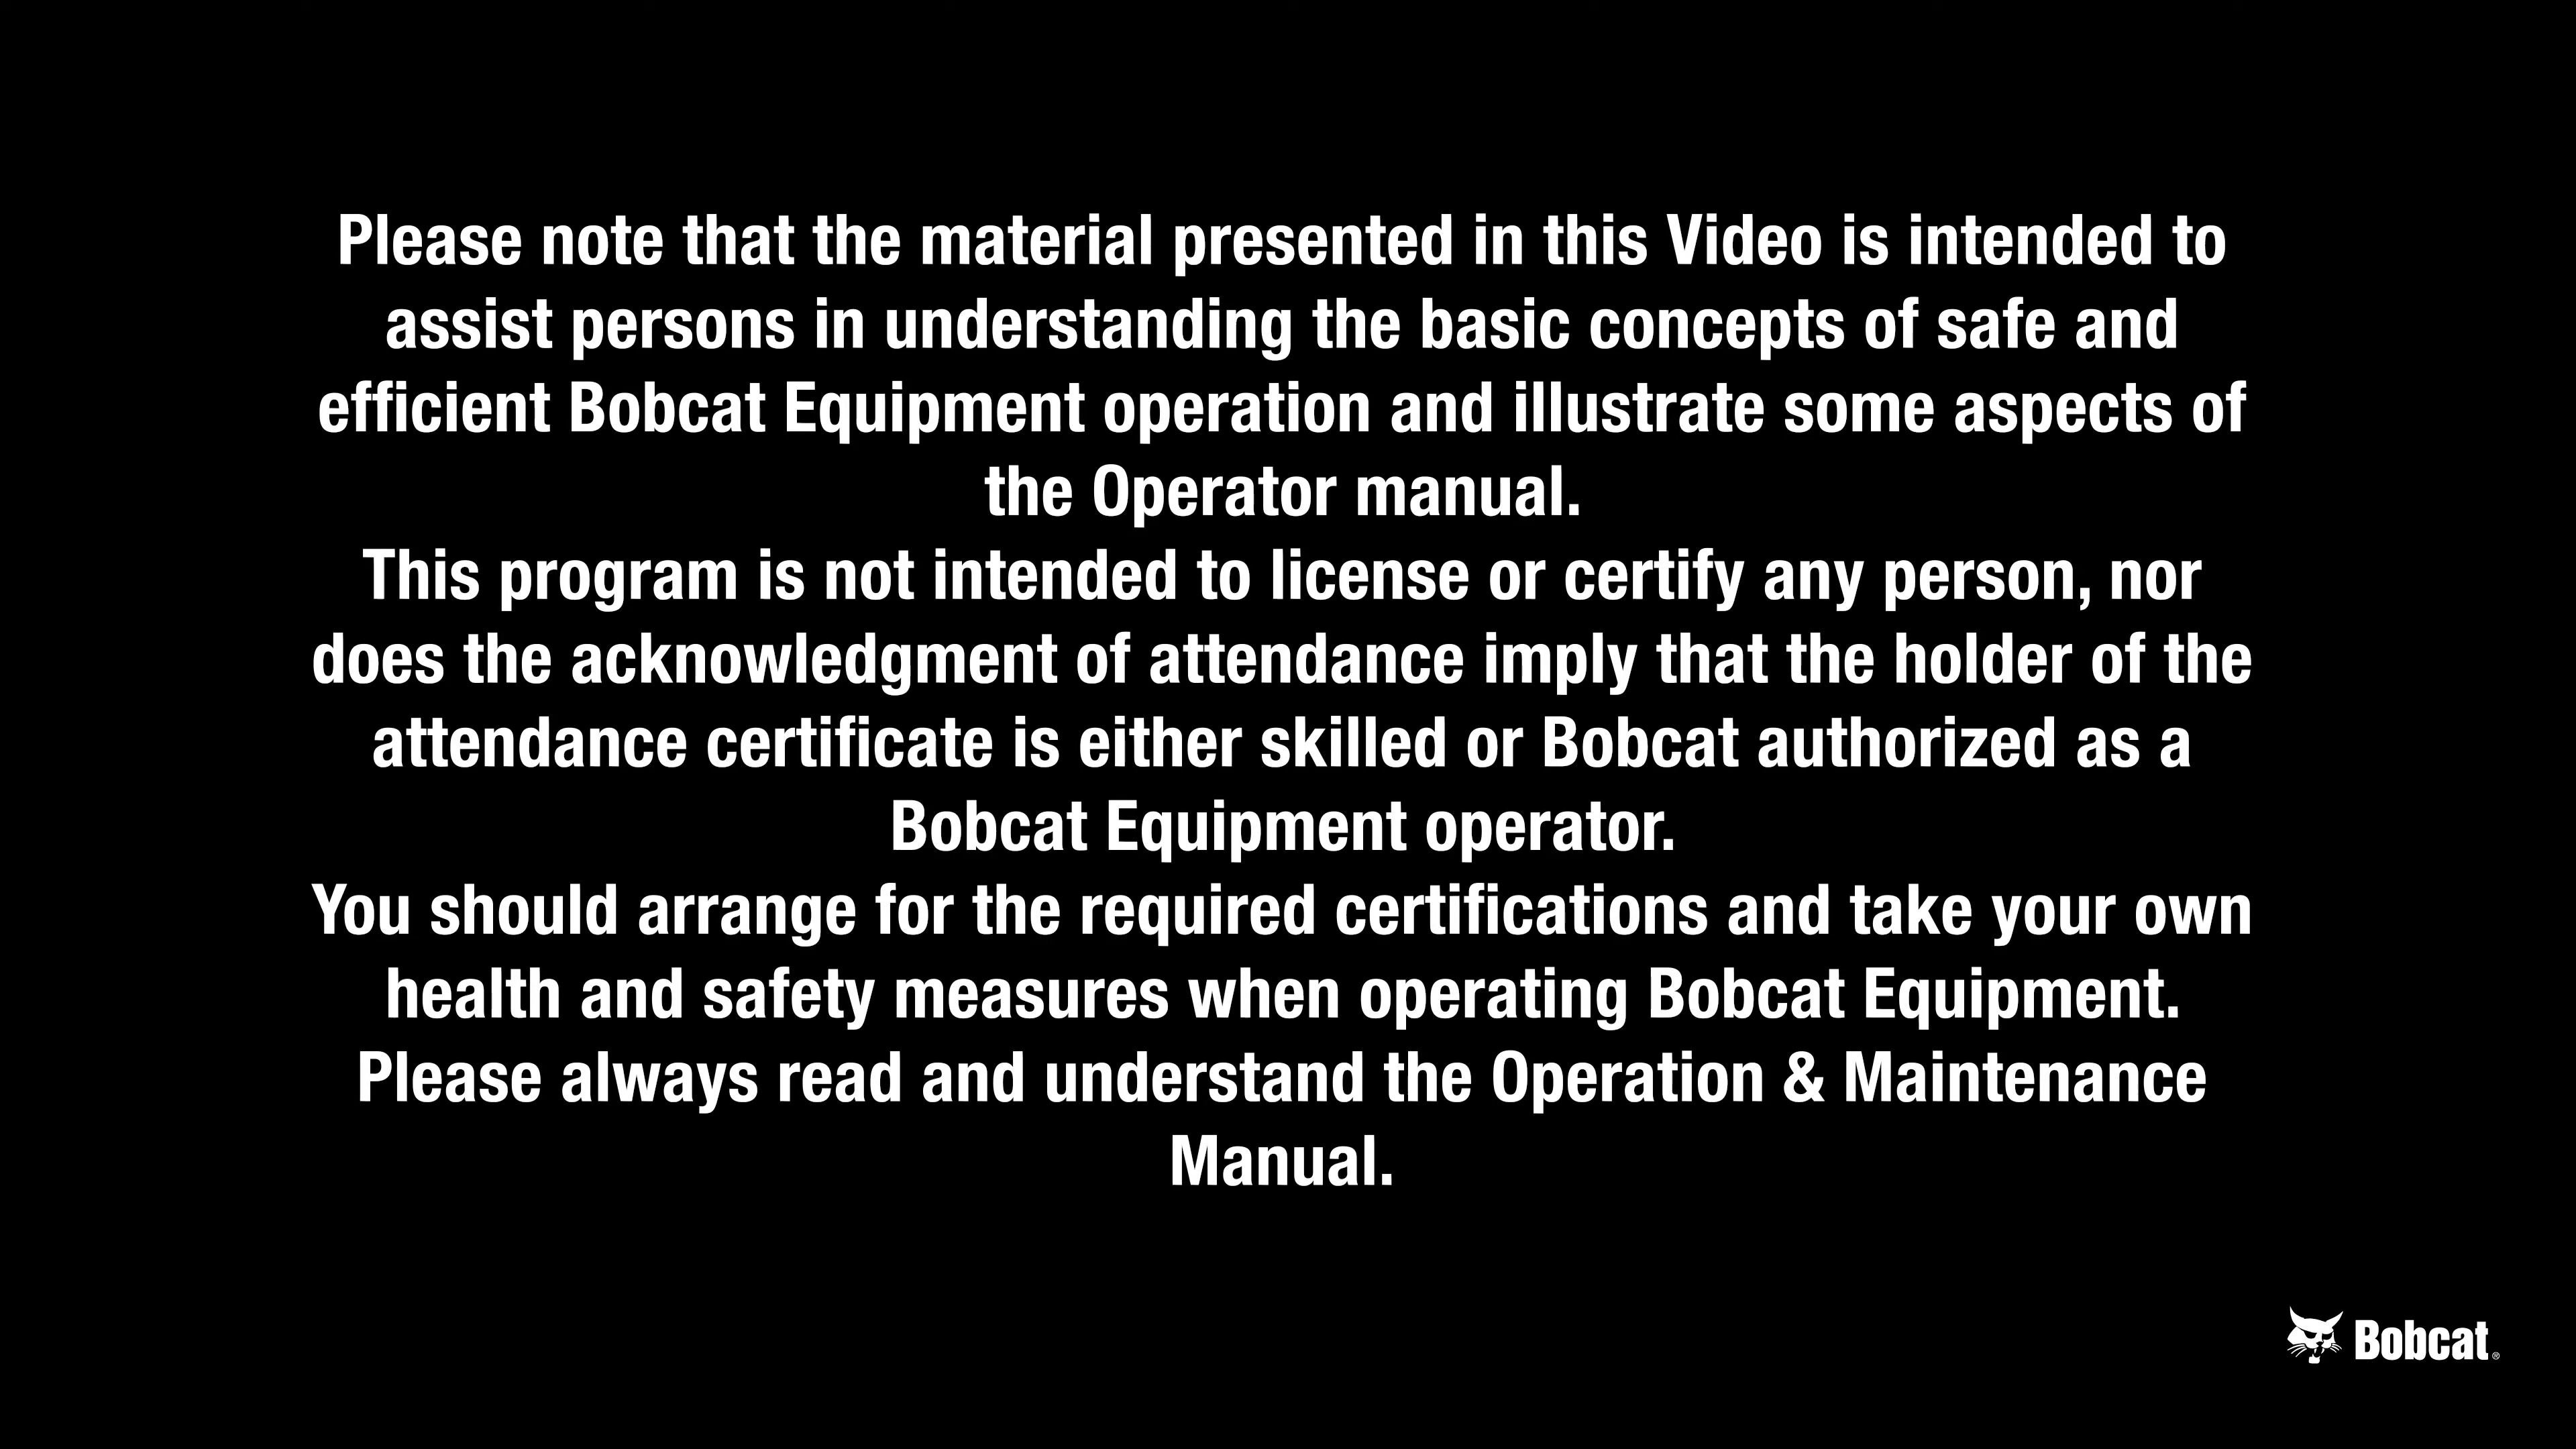 Please note that the material presented in this Video is intended to
assist persons in understanding the basic concepts of safe and
efficient Bobcat Equipment operation and illustrate some aspects of
the Operator manual.
This program is not intended to license or certify any person, nor
does the acknowledgment of attendance imply that the holder of the
attendance certificate is either skilled or Bobcat authorized as a
Bobcat Equipment operator.
You should arrange for the required certifications and take your own
health and safety measures when operating Bobcat Equipment.
Please always read and understand the Operation & Maintenance
Manual.
Bobcat®